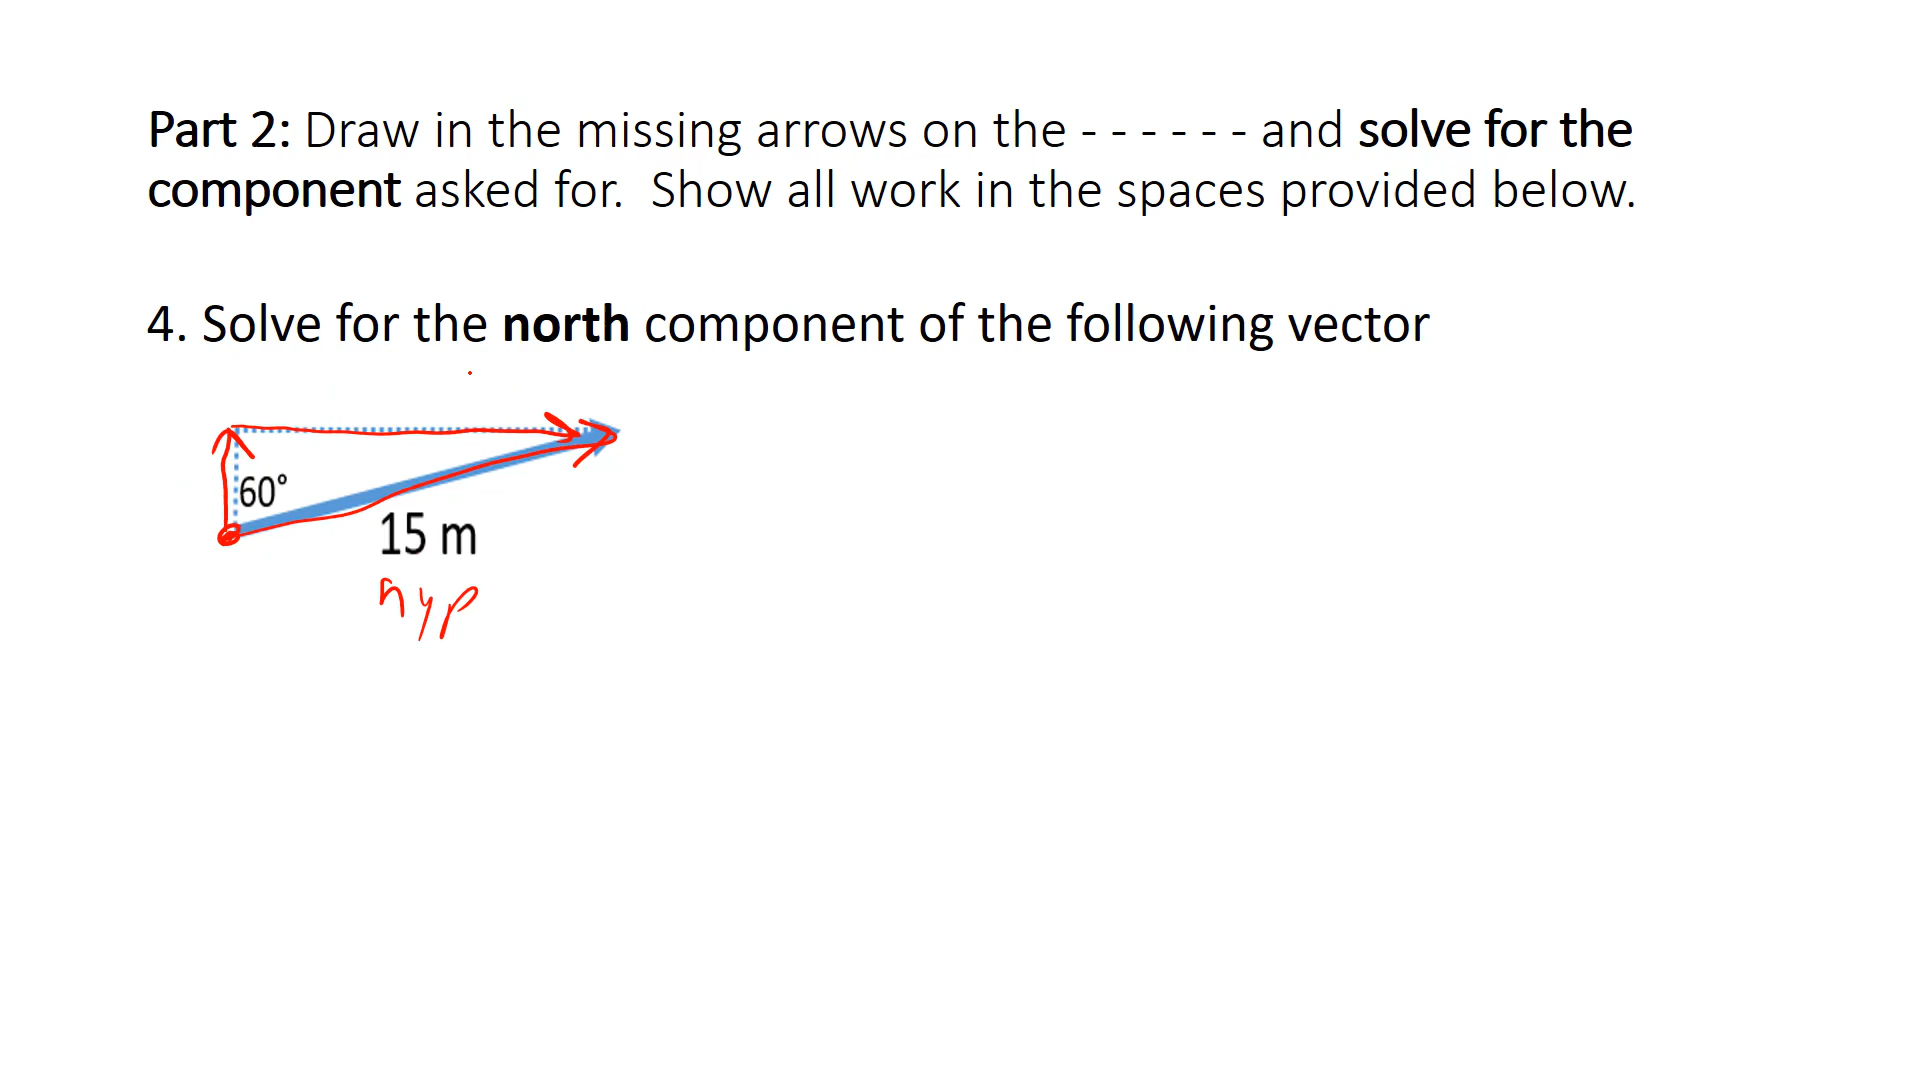 Part 2: Draw in the missing arrows on the - - - - - - and solve for the
component asked for.  Show all work in the spaces provided below.
4. Solve for the north component of the following vector
60°
15 m
hyp